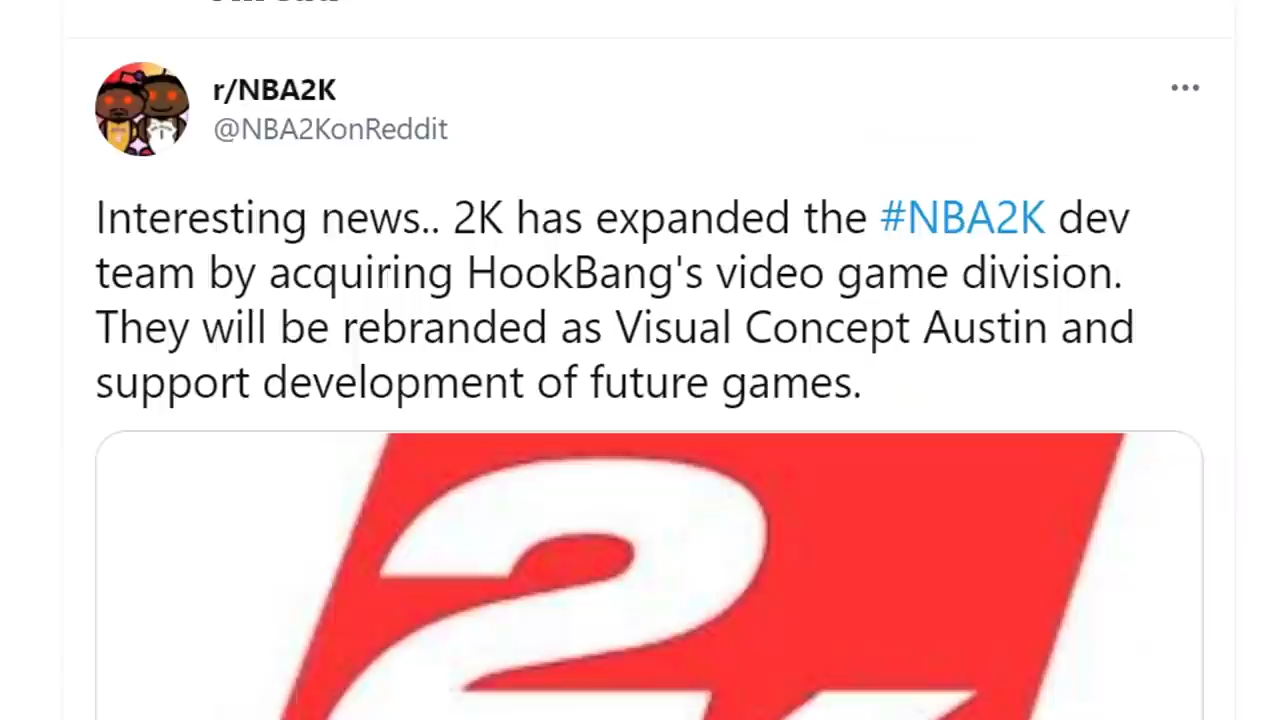 r/NBA2K
@NBA2KonReddit
Interesting news.. 2K has expanded the #NBA2K dev
team by acquiring HookBang's video game division.
They will be rebranded as Visual Concept Austin and
support development of future games.
2K